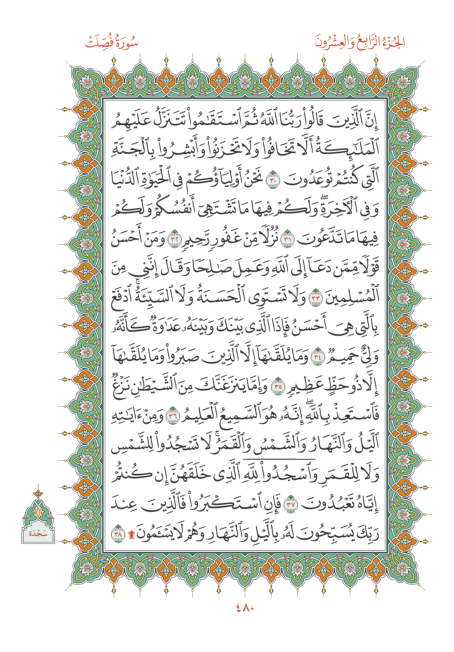 سُورَةُ فُصِّلَتْ
الجُزْءُ الرَّابِعُ وَالعِشْرُونَ
إِنَّ ٱلَّذِينَ قَالُوا۟ رَبُّنَا ٱللَّهُ ثُمَّ ٱسْتَقَٰمُوا۟ تَتَنَزَّلُ عَلَيْهِمُ
ٱلْمَلَٰٓئِكَةُ أَلَّا تَخَافُوا۟ وَلَا تَحْزَنُوا۟ وَأَبْشِرُوا۟ بِٱلْجَنَّةِ
ٱلَّتِى كُنتُمْ تُوعَدُونَ ٣٠ نَحْنُ أَوْلِيَآؤُكُمْ فِى ٱلْحَيَوٰةِ ٱلدُّنْيَا
وَفِى ٱلْءَاخِرَةِۖ وَلَكُمْ فِيهَا مَا تَشْتَهِىٓ أَنفُسُكُمْ وَلَكُمْ
فِيهَا مَا تَدَّعُونَ ٣١ نُزُلًا مِّنْ غَفُورٍ رَّحِيمٍ ٣٢ وَمَنْ أَحْسَنُ
قَوْلًا مِّمَّن دَعَآ إِلَى ٱللَّهِ وَعَمِلَ صَٰلِحًا وَقَالَ إِنَّنِى مِنَ
ٱلْمُسْلِمِينَ ٣٣ وَلَا تَسْتَوِى ٱلْحَسَنَةُ وَلَا ٱلسَّيِّئَةُۚ ٱدْفَعْ
بِٱلَّتِى هِىَ أَحْسَنُ فَإِذَا ٱلَّذِى بَيْنَكَ وَبَيْنَهُۥ عَدَٰوَةٌ كَأَنَّهُۥ
وَلِىٌّ حَمِيمٌ ٣٤ وَمَا يُلَقَّىٰهَآ إِلَّا ٱلَّذِينَ صَبَرُوا۟ وَمَا يُلَقَّىٰهَآ
إِلَّا ذُو حَظٍّ عَظِيمٍ ٣٥ وَإِمَّا يَنزَغَنَّكَ مِنَ ٱلشَّيْطَٰنِ نَزْغٌ
فَٱسْتَعِذْ بِٱللَّهِۖ إِنَّهُۥ هُوَ ٱلسَّمِيعُ ٱلْعَلِيمُ ٣٦ وَمِنْ ءَايَٰتِهِ
ٱلَّيْلُ وَٱلنَّهَارُ وَٱلشَّمْسُ وَٱلْقَمَرُۚ لَا تَسْجُدُوا۟ لِلشَّمْسِ
وَلَا لِلْقَمَرِ وَٱسْجُدُوا۟ لِلَّهِ ٱلَّذِى خَلَقَهُنَّ إِن كُنتُمْ
إِيَّاهُ تَعْبُدُونَ ٣٧ فَإِنِ ٱسْتَكْبَرُوا۟ فَٱلَّذِينَ عِندَ
رَبِّكَ يُسَبِّحُونَ لَهُۥ بِٱلَّيْلِ وَٱلنَّهَارِ وَهُمْ لَا يَسْـَٔمُونَ۩ ٣٨
سَجْدَة
٤٨٠